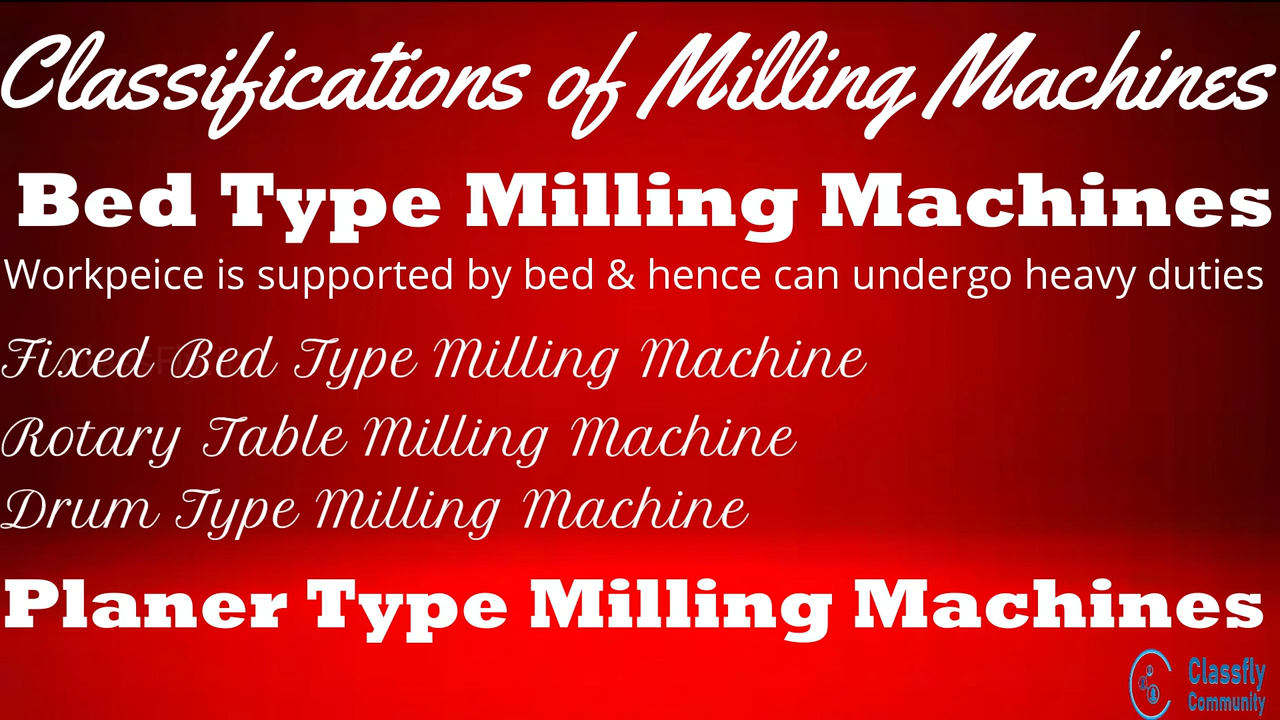 Classifications of Milling Machines
Bed Type Milling Machines
Workpeice is supported by bed & hence can undergo heavy duties
Fixed Bed Type Milling Machine
Rotary Table Milling Machine
Drum Type Milling Machine
Planer Type Milling Machines
Classfly
Community